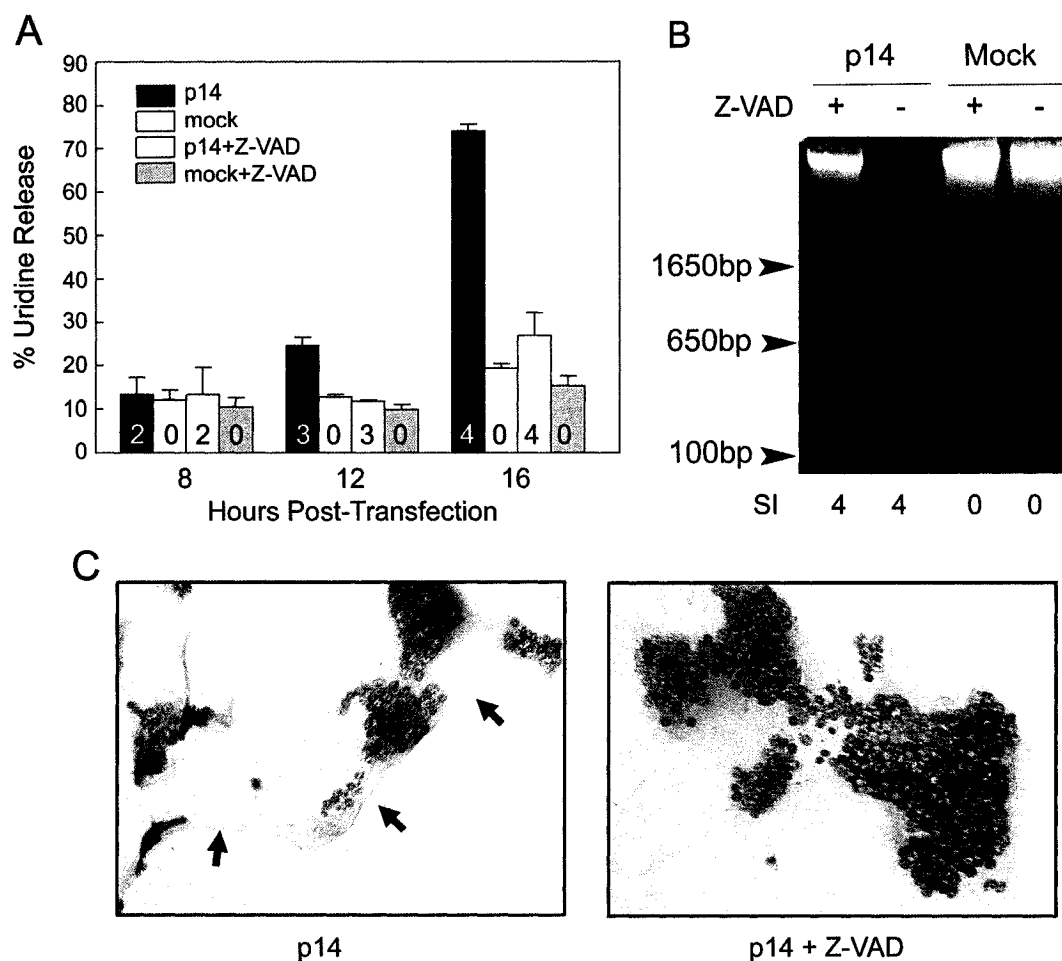 A
90
80
70
60
50
40
30
20
10
0
% Uridine Release
p14
mock
p14+Z-VAD
mock+Z-VAD
2 0 2 0 3 0 3 0 4 0 4 0
8 12 16
Hours Post-Transfection
B
p14 Mock
Z-VAD + - + -
1650bp
650bp
100bp
SI 4 4 0 0
C
p14
p14 + Z-VAD